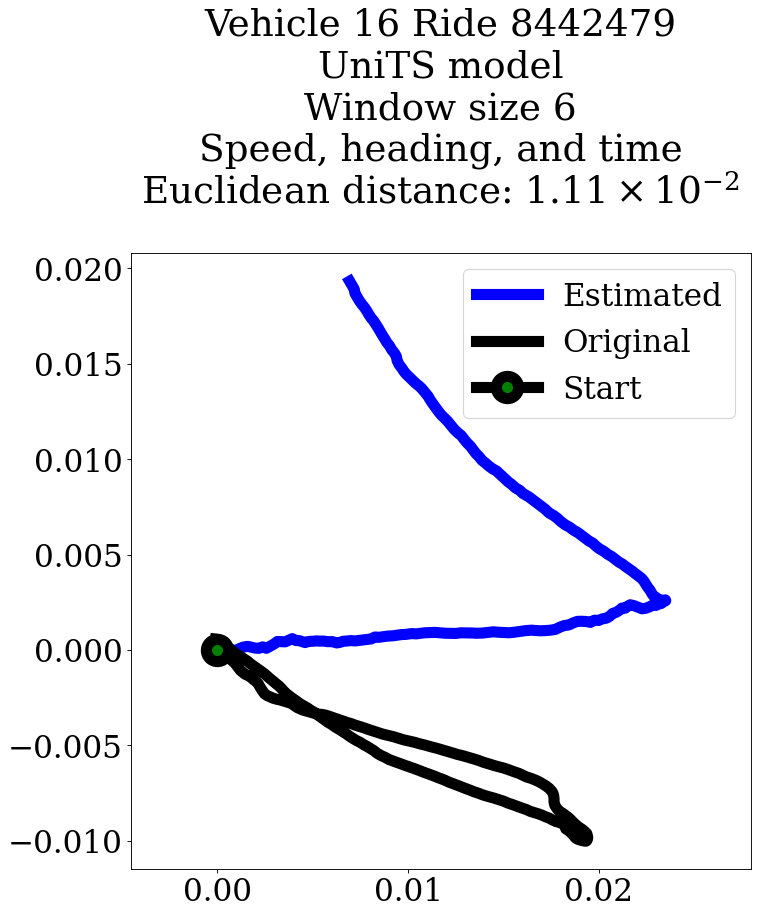 Vehicle 16 Ride 8442479
UniTS model
Window size 6
Speed, heading, and time
Euclidean distance: 1.11 × 10⁻²
0.020
Estimated
Original
Start
0.015
0.010
0.005
0.000
−0.005
−0.010
0.00 0.01 0.02